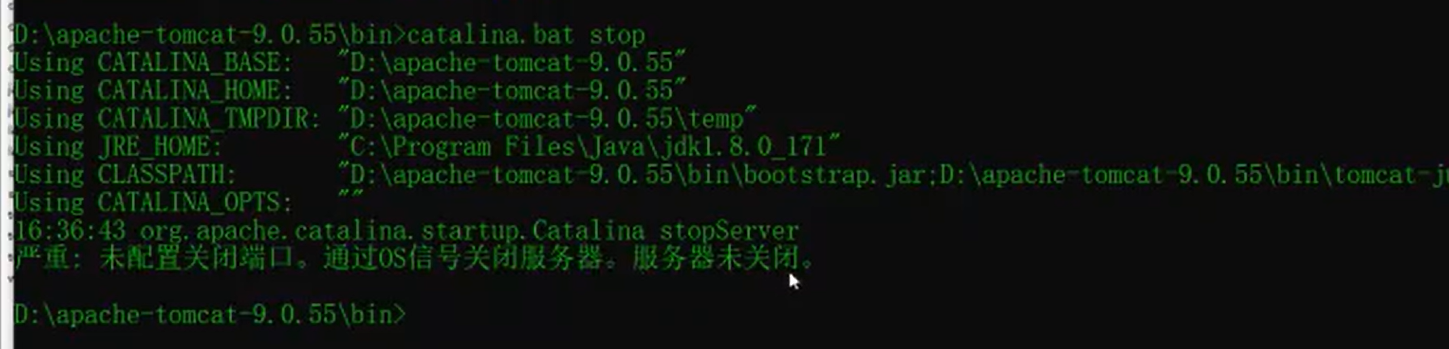 D:\apache-tomcat-9.0.55\bin>catalina.bat stop
Using CATALINA_BASE:   "D:\apache-tomcat-9.0.55"
Using CATALINA_HOME:   "D:\apache-tomcat-9.0.55"
Using CATALINA_TMPDIR: "D:\apache-tomcat-9.0.55\temp"
Using JRE_HOME:        "C:\Program Files\Java\jdk1.8.0_171"
Using CLASSPATH:       "D:\apache-tomcat-9.0.55\bin\bootstrap.jar;D:\apache-tomcat-9.0.55\bin\tomcat-j
Using CATALINA_OPTS:   ""
16:36:43 org.apache.catalina.startup.Catalina stopServer
严重: 未配置关闭端口。通过OS信号关闭服务器。服务器未关闭。
D:\apache-tomcat-9.0.55\bin>